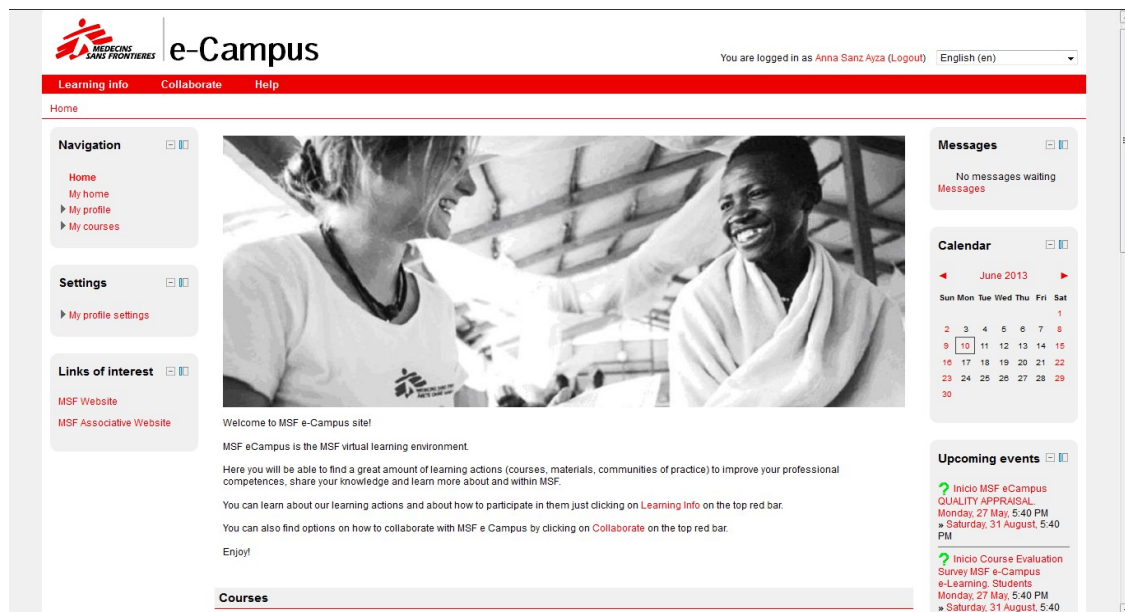 MEDECINS
SANS FRONTIERES
e-Campus
You are logged in as Anna Sanz Ayza (Logout)
English (en)
Learning info Collaborate Help
Home
Navigation
Home
My home
My profile
My courses
Settings
My profile settings
Links of interest
MSF Website
MSF Associative Website
Welcome to MSF e-Campus site!
MSF eCampus is the MSF virtual learning environment.
Here you will be able to find a great amount of learning actions (courses, materials, communities of practice) to improve your professional
competences, share your knowledge and learn more about and within MSF.
You can learn about our learning actions and about how to participate in them just clicking on Learning Info on the top red bar.
You can also find options on how to collaborate with MSF e Campus by clicking on Collaborate on the top red bar.
Enjoy!
Courses
Messages
No messages waiting
Messages
Calendar
◄ June 2013 ►
Sun Mon Tue Wed Thu Fri Sat
1
2 3 4 5 6 7 8
9 10 11 12 13 14 15
16 17 18 19 20 21 22
23 24 25 26 27 28 29
30
Upcoming events
Inicio MSF eCampus
QUALITY APPRAISAL.
Monday, 27 May, 5:40 PM
» Saturday, 31 August, 5:40
PM
Inicio Course Evaluation
Survey MSF e-Campus
e-Learning. Students
Monday, 27 May, 5:40 PM
» Saturday, 31 August, 5:40